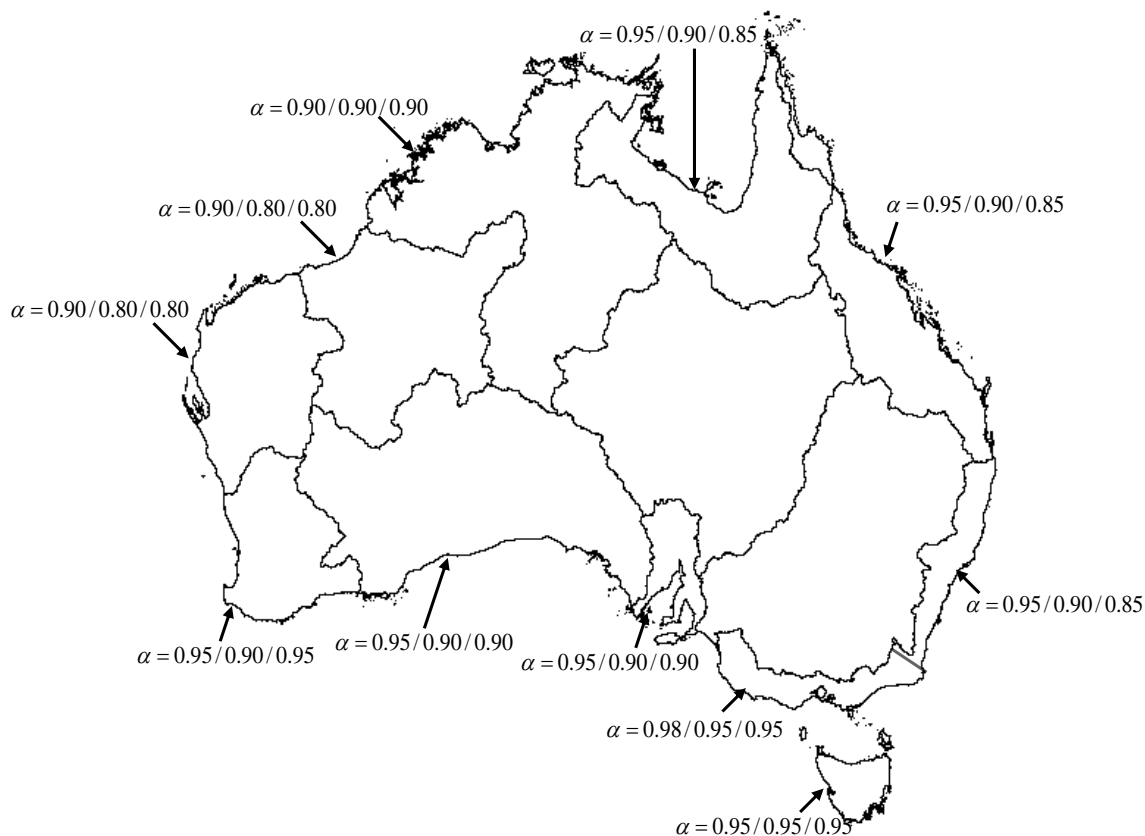 α = 0.95 / 0.90 / 0.85
α = 0.90 / 0.90 / 0.90
α = 0.90 / 0.80 / 0.80
α = 0.95 / 0.90 / 0.85
α = 0.90 / 0.80 / 0.80
α = 0.95 / 0.90 / 0.85
α = 0.95 / 0.90 / 0.90
α = 0.95 / 0.90 / 0.95
α = 0.95 / 0.90 / 0.90
α = 0.98 / 0.95 / 0.95
α = 0.95 / 0.95 / 0.95